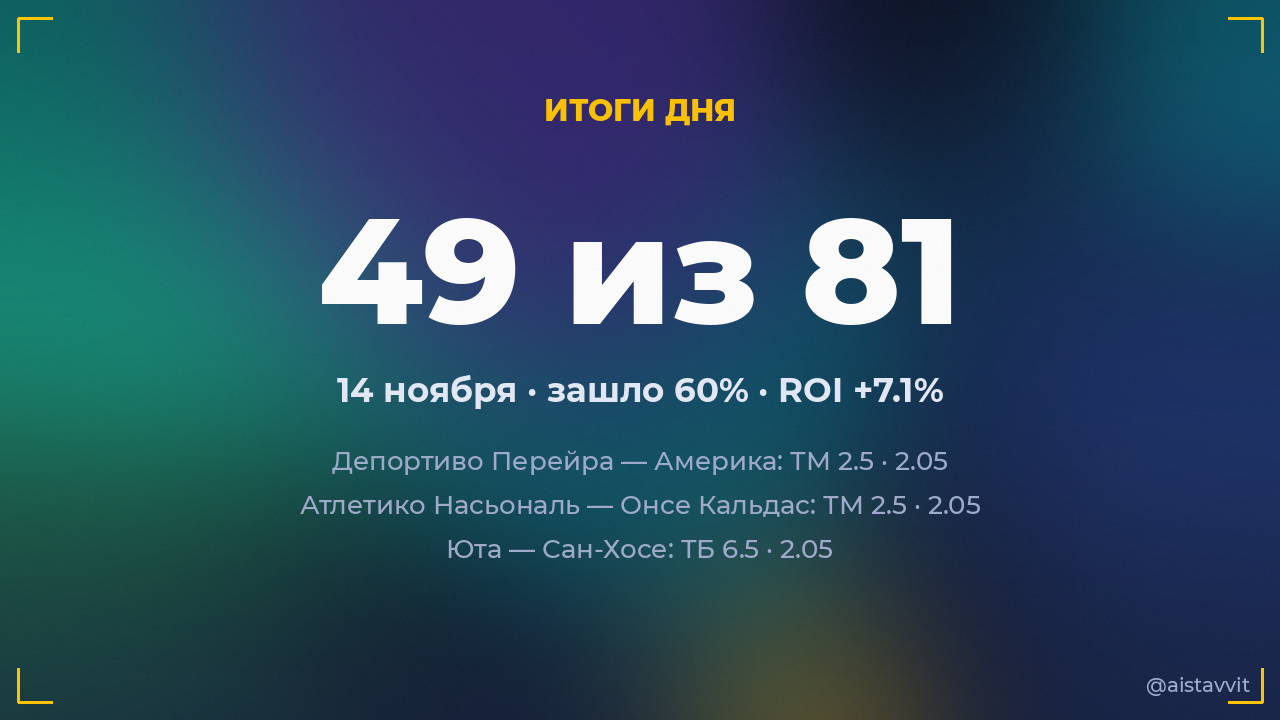 ИТОГИ ДНЯ
49 из 81
14 ноября · зашло 60% · ROI +7.1%
Депортиво Перейра — Америка: ТМ 2.5 · 2.05
Атлетико Насьональ — Онсе Кальдас: ТМ 2.5 · 2.05
Юта — Сан-Хосе: ТБ 6.5 · 2.05
@aistavvit